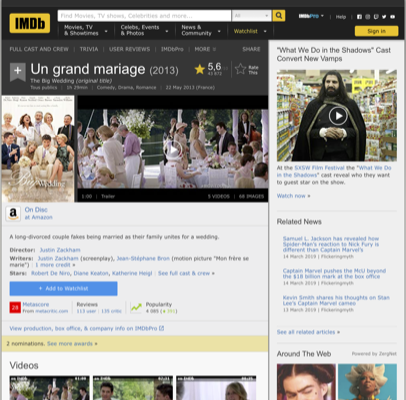 IMDb
Find Movies, TV shows, Celebrities and more...
All
IMDbPro
Help
Movies, TV
& Showtimes
Celebs, Events
& Photos
News &
Community
Watchlist
Sign in
FULL CAST AND CREW | TRIVIA | USER REVIEWS | IMDbPro | MORE
SHARE
Un grand mariage (2013)
The Big Wedding (original title)
Tous publics | 1h 29min | Comedy, Drama, Romance | 22 May 2013 (France)
5,6
Rate
This
Wedding
Trailer
5 VIDEOS | 68 IMAGES
On Disc
at Amazon
A long-divorced couple fakes being married as their family unites for a wedding.
Director: Justin Zackham
Writers: Justin Zackham (screenplay), Jean-Stéphane Bron (motion picture "Mon frère se
marie") | 1 more credit »
Stars: Robert De Niro, Diane Keaton, Katherine Heigl | See full cast & crew »
+ Add to Watchlist
28
Metascore
From metacritic.com
Reviews
113 user | 135 critic
Popularity
View production, box office, & company info on IMDbPro
2 nominations. See more awards »
Videos
"What We Do in the Shadows" Cast
Convert New Vamps
At the SXSW Film Festival the "What We
Do in the Shadows" cast reveal who they want
to guest star on the show.
Watch now »
Related News
Samuel L. Jackson has revealed how
Spider-Man's reaction to Nick Fury is
different than Captain Marvel's
14 March 2019 | Flickeringmyth
Captain Marvel pushes the MCU beyond
the $18 billion mark at the box office
14 March 2019 | Flickeringmyth
Kevin Smith shares his thoughts on Stan
Lee's Captain Marvel cameo
13 March 2019 | Flickeringmyth
See all related articles »
Around The Web
Powered by ZergNet